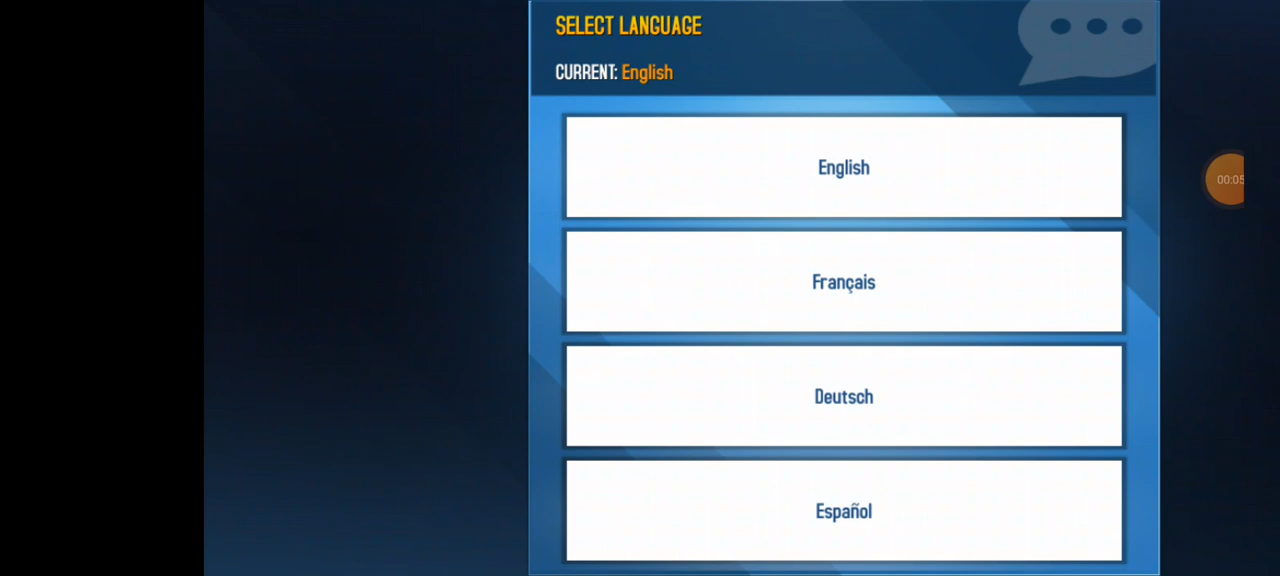 SELECT LANGUAGE
CURRENT: English
English
00:05
Français
Deutsch
Español